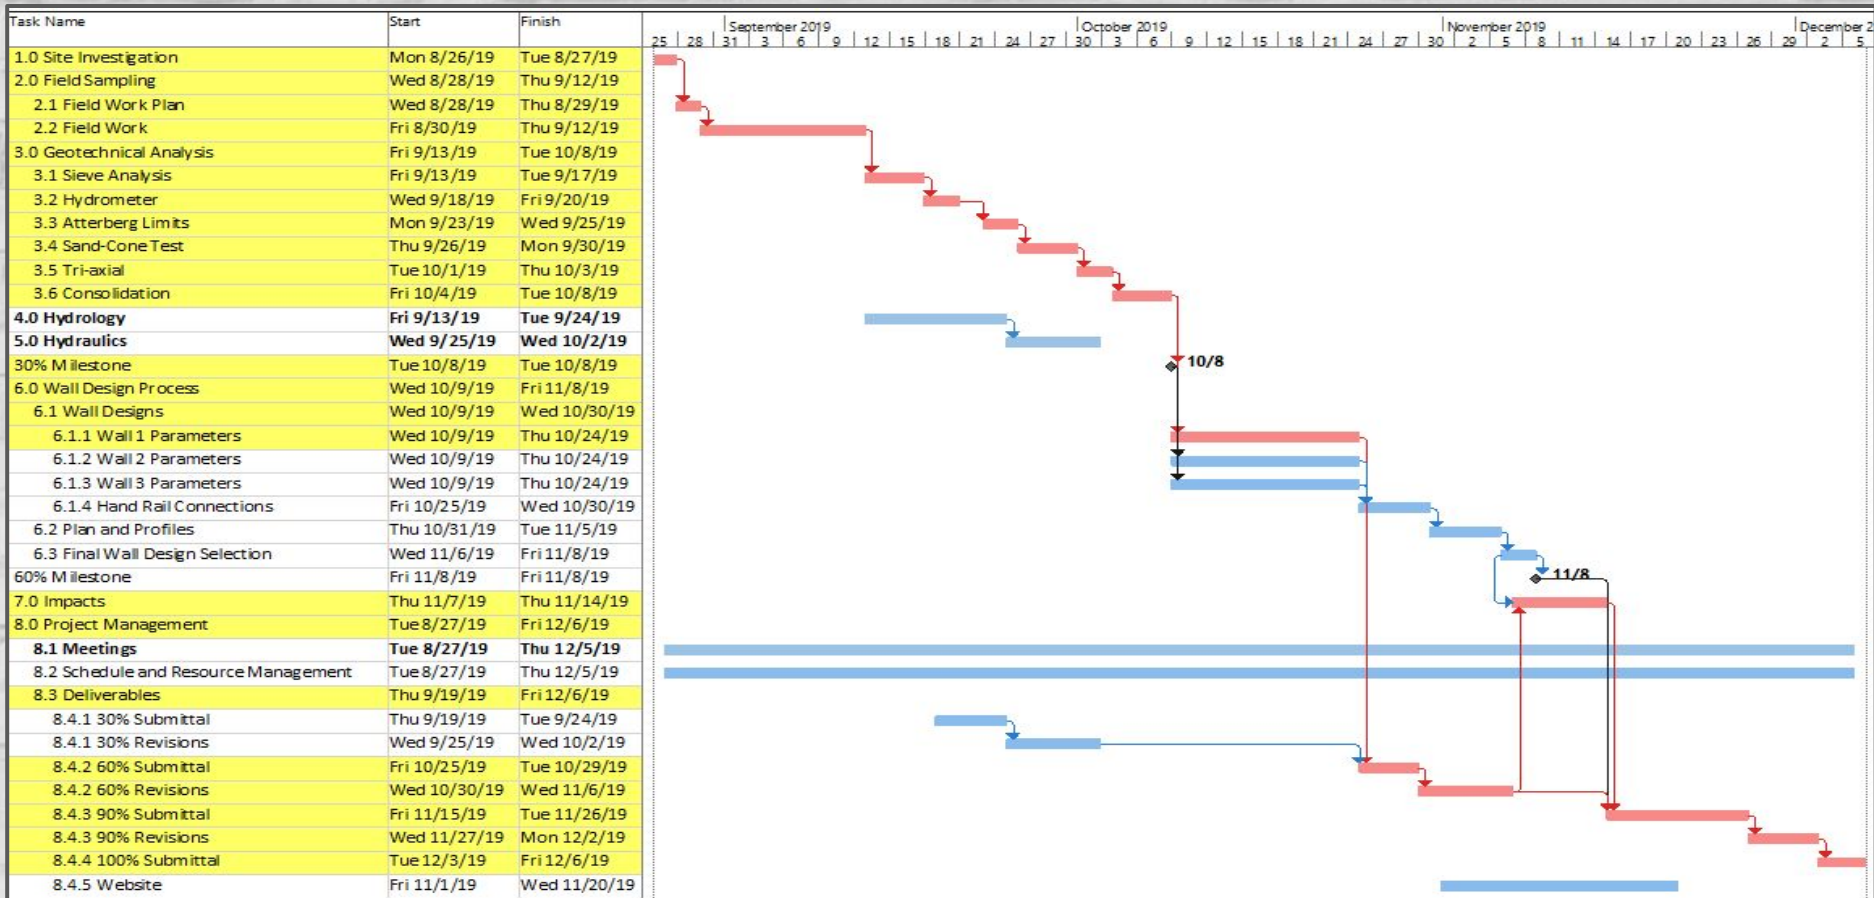 Task Name Start Finish September 2019 October 2019 November 2019 December 2
25 28 31 3 6 9 12 15 18 21 24 27 30 3 6 9 12 15 18 21 24 27 30 2 5 8 11 14 17 20 23 26 29 2 5
1.0 Site Investigation Mon 8/26/19 Tue 8/27/19
2.0 Field Sampling Wed 8/28/19 Thu 9/12/19
2.1 Field Work Plan Wed 8/28/19 Thu 8/29/19
2.2 Field Work Fri 8/30/19 Thu 9/12/19
3.0 Geotechnical Analysis Fri 9/13/19 Tue 10/8/19
3.1 Sieve Analysis Fri 9/13/19 Tue 9/17/19
3.2 Hydrometer Wed 9/18/19 Fri 9/20/19
3.3 Atterberg Limits Mon 9/23/19 Wed 9/25/19
3.4 Sand-Cone Test Thu 9/26/19 Mon 9/30/19
3.5 Tri-axial Tue 10/1/19 Thu 10/3/19
3.6 Consolidation Fri 10/4/19 Tue 10/8/19
4.0 Hydrology Fri 9/13/19 Tue 9/24/19
5.0 Hydraulics Wed 9/25/19 Wed 10/2/19
30% Milestone Tue 10/8/19 Tue 10/8/19 10/8
6.0 Wall Design Process Wed 10/9/19 Fri 11/8/19
6.1 Wall Designs Wed 10/9/19 Wed 10/30/19
6.1.1 Wall 1 Parameters Wed 10/9/19 Thu 10/24/19
6.1.2 Wall 2 Parameters Wed 10/9/19 Thu 10/24/19
6.1.3 Wall 3 Parameters Wed 10/9/19 Thu 10/24/19
6.1.4 Hand Rail Connections Fri 10/25/19 Wed 10/30/19
6.2 Plan and Profiles Thu 10/31/19 Tue 11/5/19
6.3 Final Wall Design Selection Wed 11/6/19 Fri 11/8/19
60% Milestone Fri 11/8/19 Fri 11/8/19 11/8
7.0 Impacts Thu 11/7/19 Thu 11/14/19
8.0 Project Management Tue 8/27/19 Fri 12/6/19
8.1 Meetings Tue 8/27/19 Thu 12/5/19
8.2 Schedule and Resource Management Tue 8/27/19 Thu 12/5/19
8.3 Deliverables Thu 9/19/19 Fri 12/6/19
8.4.1 30% Submittal Thu 9/19/19 Tue 9/24/19
8.4.1 30% Revisions Wed 9/25/19 Wed 10/2/19
8.4.2 60% Submittal Fri 10/25/19 Tue 10/29/19
8.4.2 60% Revisions Wed 10/30/19 Wed 11/6/19
8.4.3 90% Submittal Fri 11/15/19 Tue 11/26/19
8.4.3 90% Revisions Wed 11/27/19 Mon 12/2/19
8.4.4 100% Submittal Tue 12/3/19 Fri 12/6/19
8.4.5 Website Fri 11/1/19 Wed 11/20/19